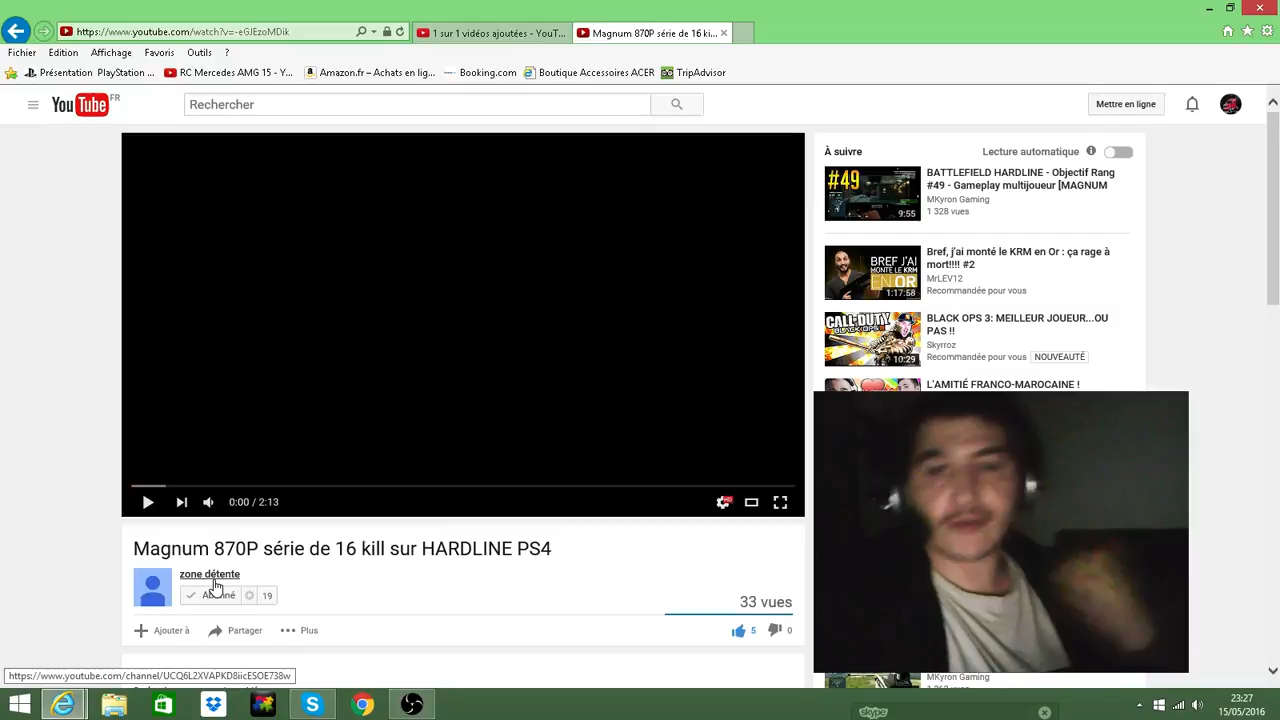 https://www.youtube.com/watch?v=-eGJEzoMDik
1 sur 1 vidéos ajoutées - YouT...
Magnum 870P série de 16 ki...
Fichier Edition Affichage Favoris Outils ?
Présentation PlayStation ...
RC Mercedes AMG 15 - Y...
Amazon.fr – Achats en lig...
Booking.com
Boutique Accessoires ACER
TripAdvisor
YouTube FR
Rechercher
Mettre en ligne
À suivre
Lecture automatique
#49
9:55
BATTLEFIELD HARDLINE - Objectif Rang
#49 - Gameplay multijoueur [MAGNUM
MKyron Gaming
1 328 vues
BREF J'AI
MONTÉ LE KRM
EN OR
1:17:58
Bref, j'ai monté le KRM en Or : ça rage à
mort!!!! #2
MrLËV12
Recommandée pour vous
CALL OF DUTY
BLACK OPS
10:29
BLACK OPS 3: MEILLEUR JOUEUR...OU
PAS !!
Skyrroz
Recommandée pour vous NOUVEAUTÉ
L'AMITIÉ FRANCO-MAROCAINE !
0:00 / 2:13
HD
Magnum 870P série de 16 kill sur HARDLINE PS4
zone détente
Abonné 19
33 vues
Ajouter à
Partager
Plus
5
0
https://www.youtube.com/channel/UCQ6L2XVAPKD8iicESOE738w
MKyron Gaming
skype
23:27
15/05/2016